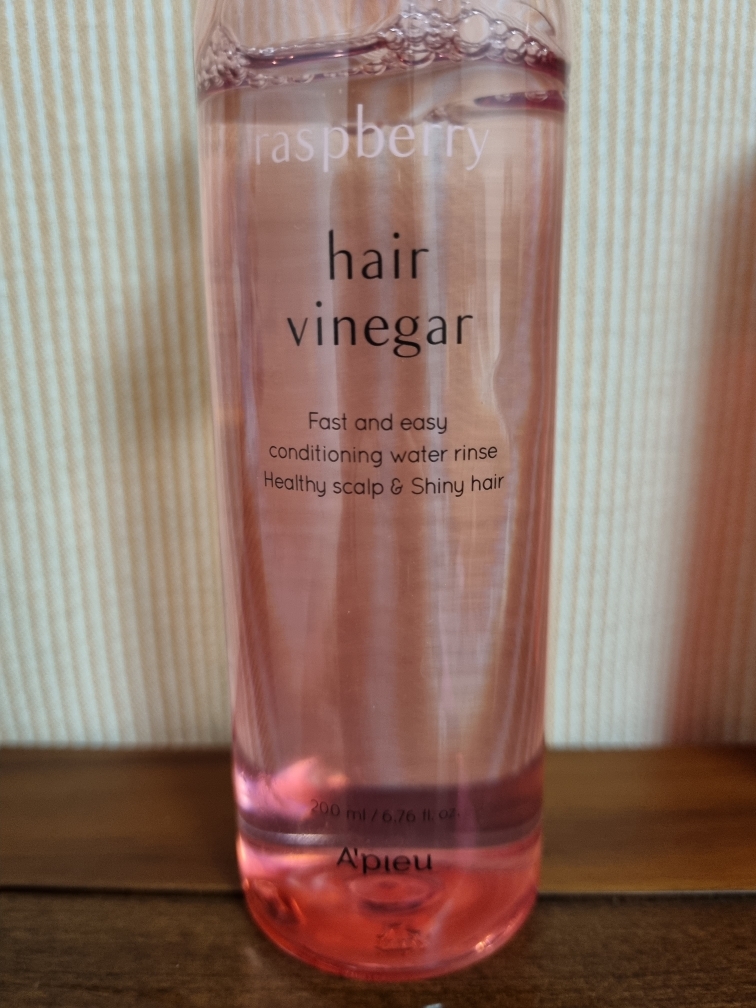 raspberry
hair
vinegar
Fast and easy
conditioning water rinse
Healthy scalp & Shiny hair
200 ml / 6.76 fl. oz.
A'pieu